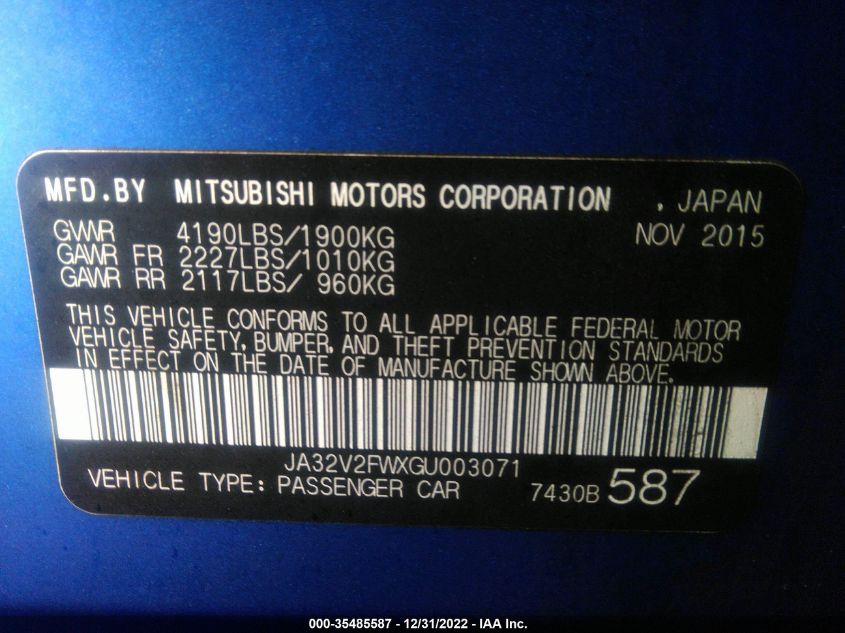 MFD.BY MITSUBISHI MOTORS CORPORATION , JAPAN
GVWR 4190LBS/1900KG NOV 2015
GAWR FR 2227LBS/1010KG
GAWR RR 2117LBS/ 960KG
THIS VEHICLE CONFORMS TO ALL APPLICABLE FEDERAL MOTOR
VEHICLE SAFETY, BUMPER, AND THEFT PREVENTION STANDARDS
IN EFFECT ON THE DATE OF MANUFACTURE SHOWN ABOVE.
JA32V2FWXGU003071
VEHICLE TYPE: PASSENGER CAR 7430B 587
000-35485587 - 12/31/2022 - IAA Inc.